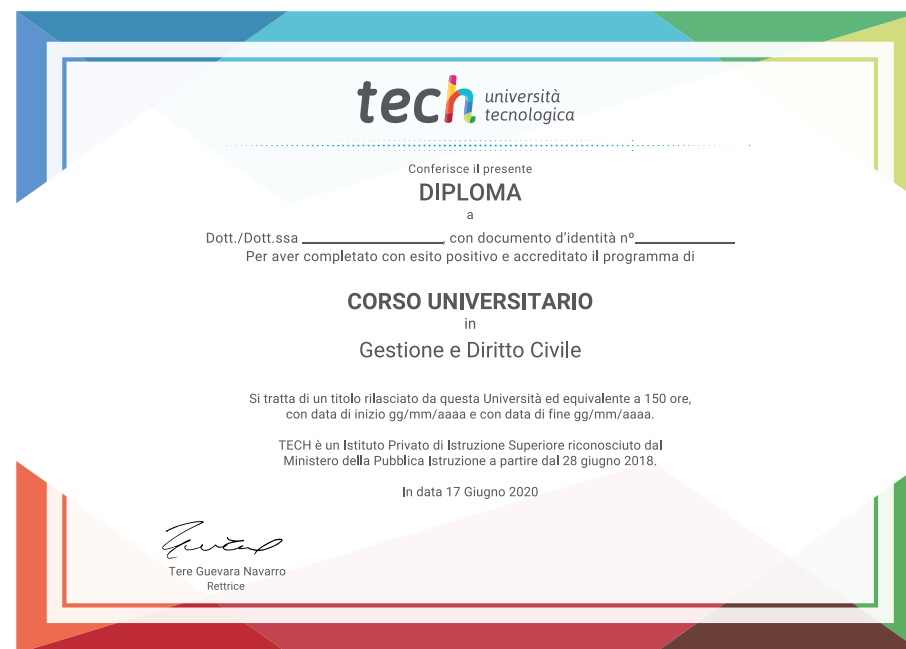 tech università
tecnologica
Conferisce il presente
DIPLOMA
a
Dott./Dott.ssa ____________________, con documento d'identità nº______________
Per aver completato con esito positivo e accreditato il programma di
CORSO UNIVERSITARIO
in
Gestione e Diritto Civile
Si tratta di un titolo rilasciato da questa Università ed equivalente a 150 ore,
con data di inizio gg/mm/aaaa e con data di fine gg/mm/aaaa.
TECH è un Istituto Privato di Istruzione Superiore riconosciuto dal
Ministero della Pubblica Istruzione a partire dal 28 giugno 2018.
In data 17 Giugno 2020
Tere Guevara Navarro
Rettrice